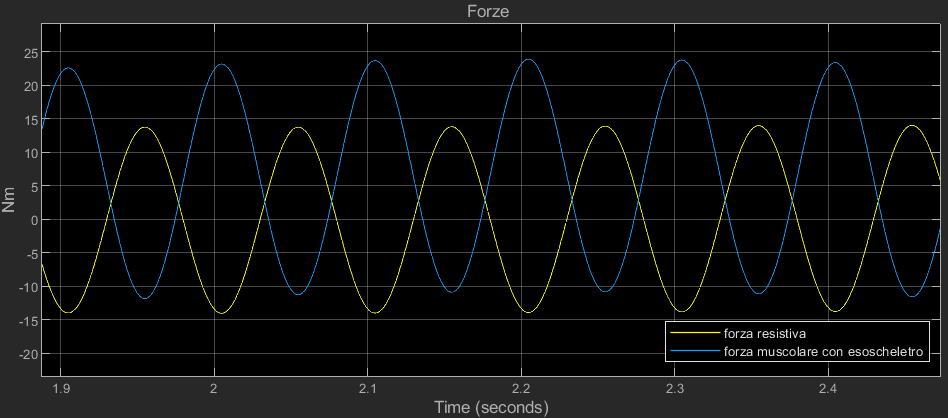 Forze
25
20
15
10
5
0
-5
-10
-15
-20
Nm
forza resistiva
forza muscolare con esoscheletro
1.9 2 2.1 2.2 2.3 2.4
Time (seconds)